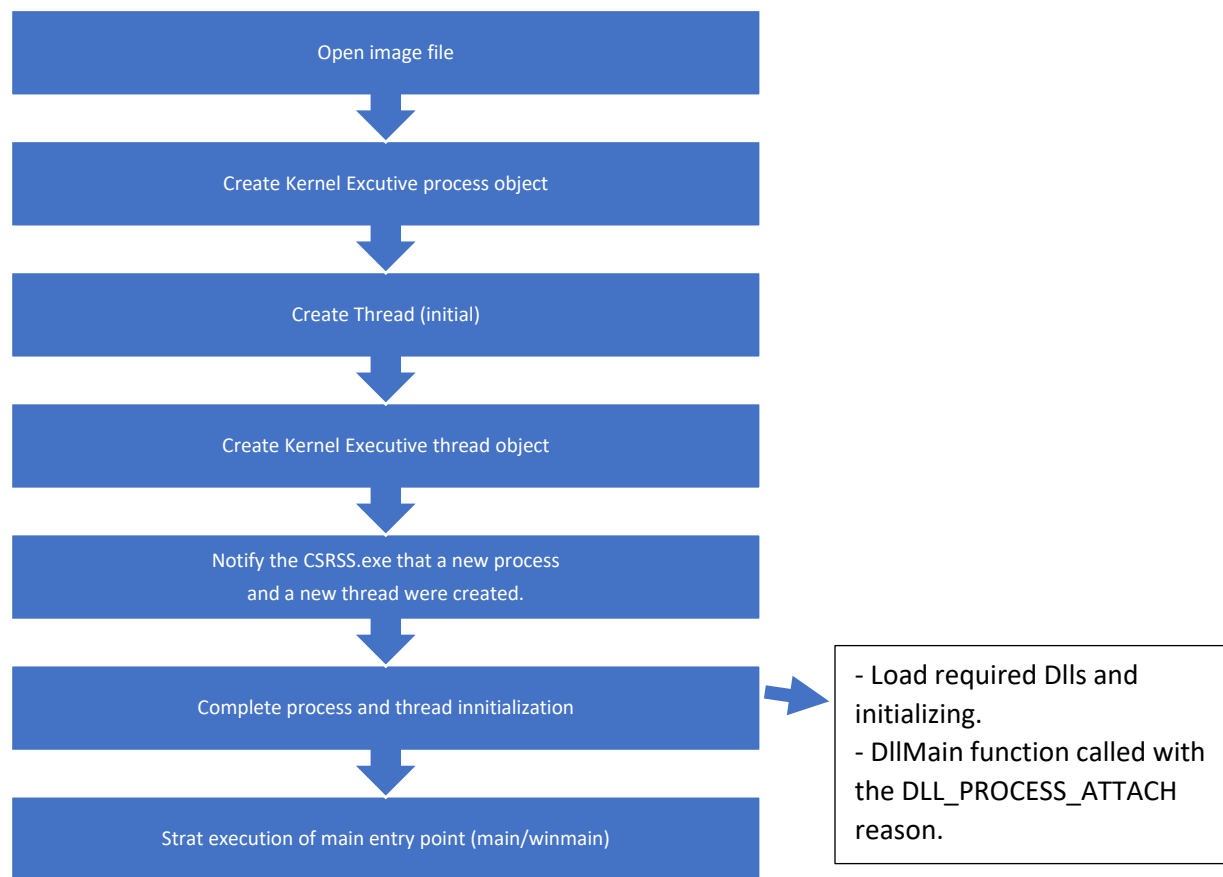 Open image file
Create Kernel Excutive process object
Create Thread (initial)
Create Kernel Executive thread object
Notify the CSRSS.exe that a new process
and a new thread were created.
Complete process and thread innitialization
- Load required Dlls and
initializing.
- DllMain function called with
the DLL_PROCESS_ATTACH
reason.
Strat execution of main entry point (main/winmain)